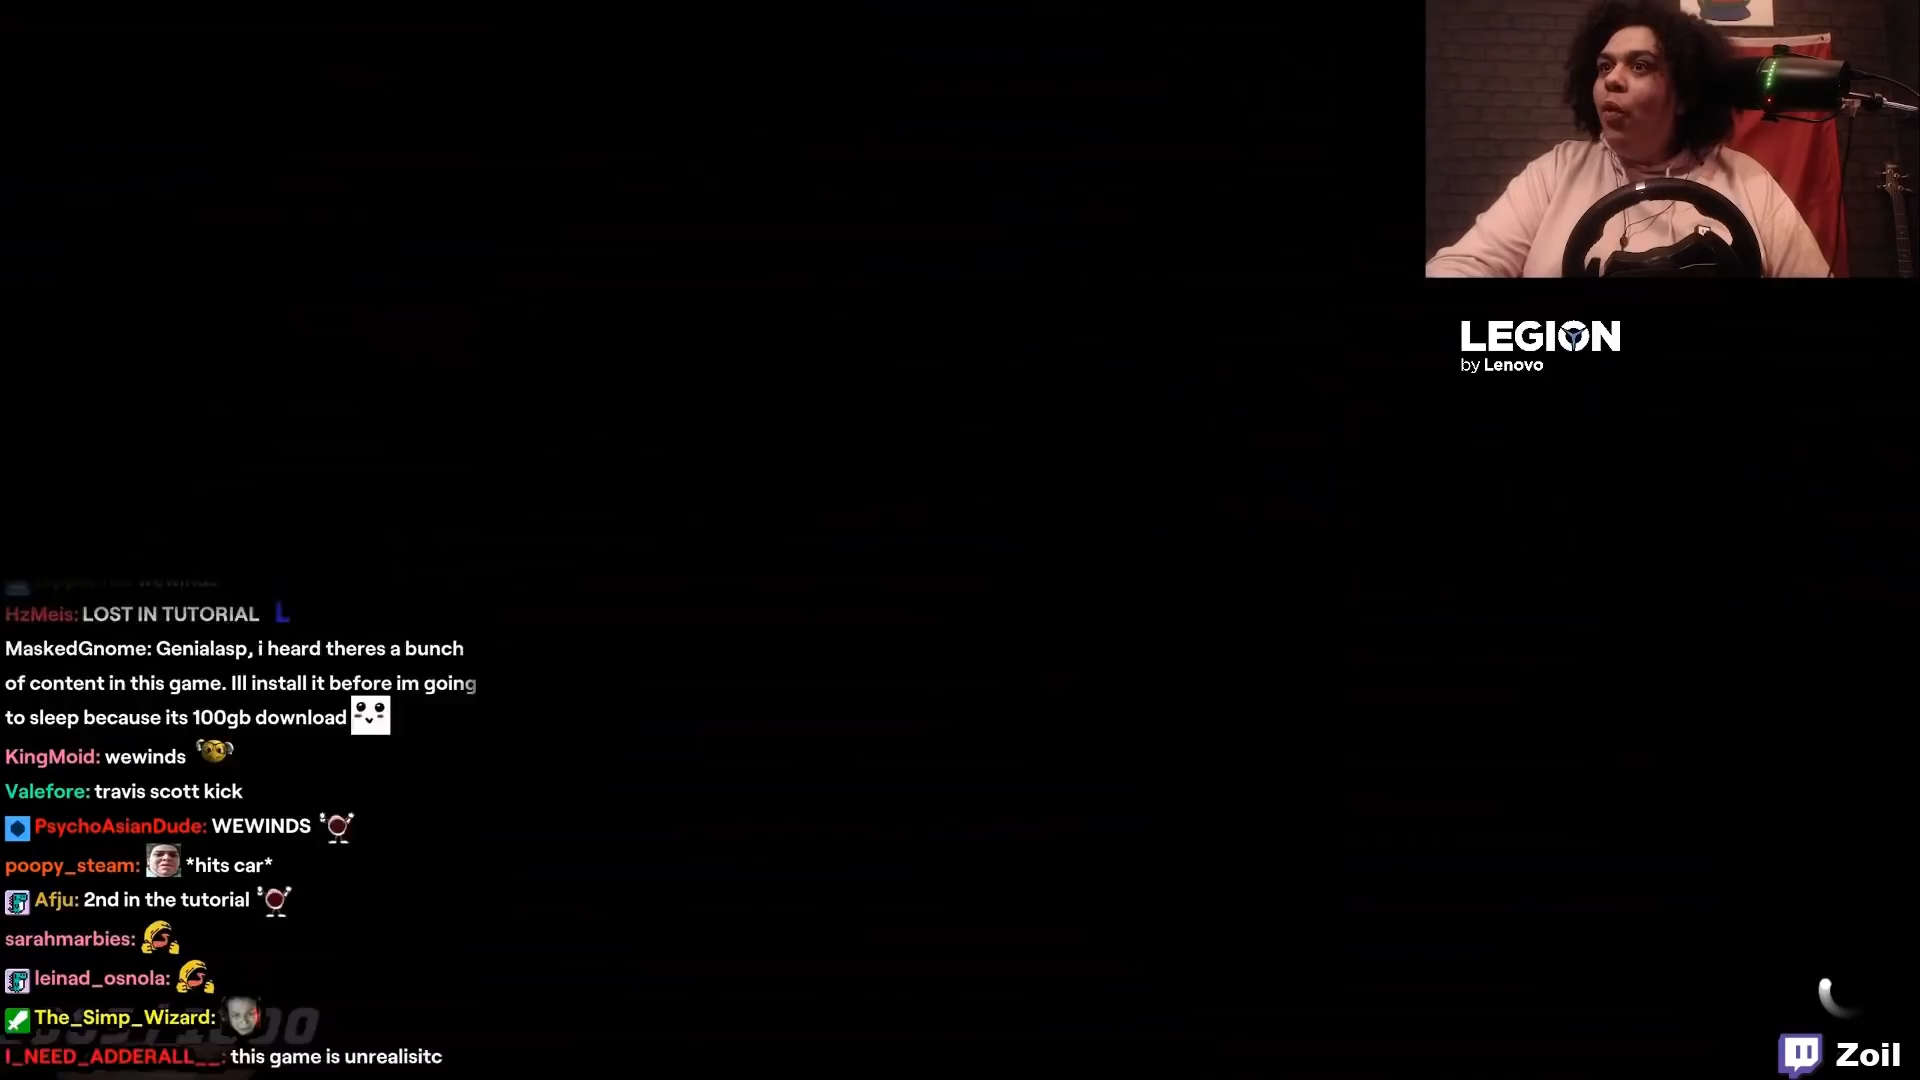 LEGION
by Lenovo
HzMeis: LOST IN TUTORIAL L
MaskedGnome: Genialasp, i heard theres a bunch
of content in this game. Ill install it before im going
to sleep because its 100gb download
KingMoid: wewinds
Valefore: travis scott kick
PsychoAsianDude: WEWINDS
poopy_steam: *hits car*
Afju: 2nd in the tutorial
sarahmarbies:
leinad_osnola:
The_Simp_Wizard:
I_NEED_ADDERALL__: this game is unrealisitc
Zoil